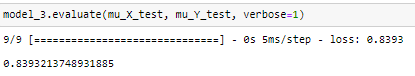 model_3.evaluate(mu_X_test, mu_Y_test, verbose=1)
9/9 [==============================] - 0s 5ms/step - loss: 0.8393
0.8393213748931885